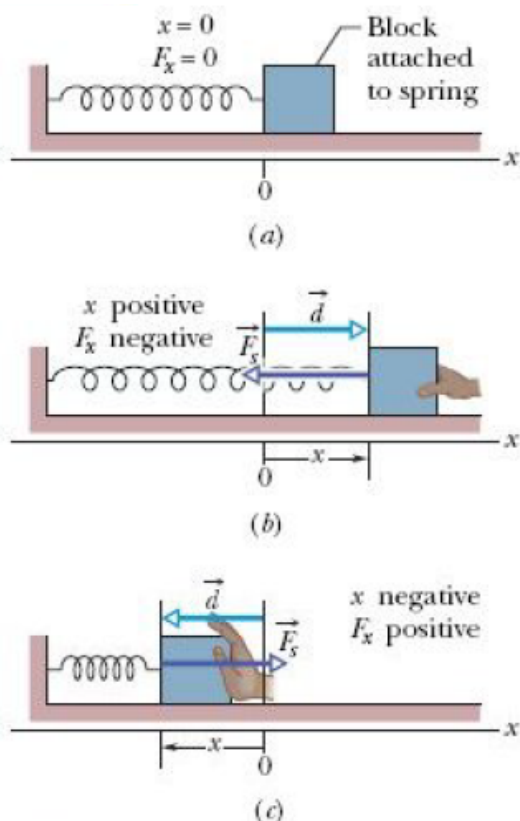 x = 0
Fx = 0
Block
attached
to spring
x
0
(a)
x positive
Fx negative
d
Fs
x
x
0
(b)
d
x negative
Fx positive
Fs
x
x
0
(c)